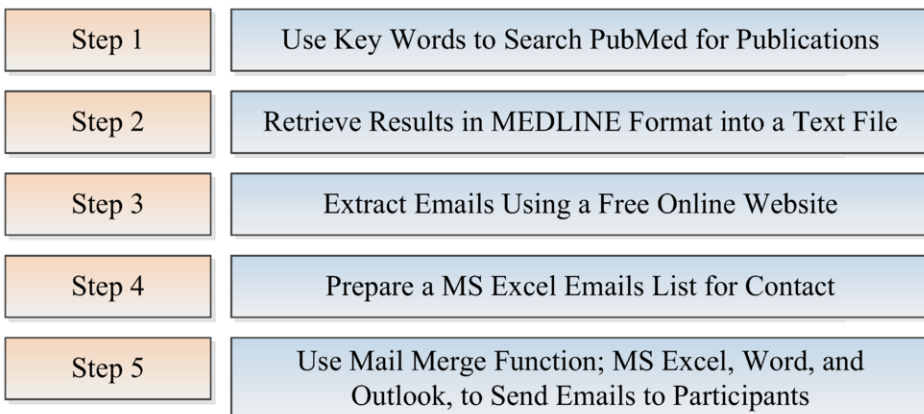 Step 1
Use Key Words to Search PubMed for Publications
Step 2
Retrieve Results in MEDLINE Format into a Text File
Step 3
Extract Emails Using a Free Online Website
Step 4
Prepare a MS Excel Emails List for Contact
Step 5
Use Mail Merge Function; MS Excel, Word, and
Outlook, to Send Emails to Participants